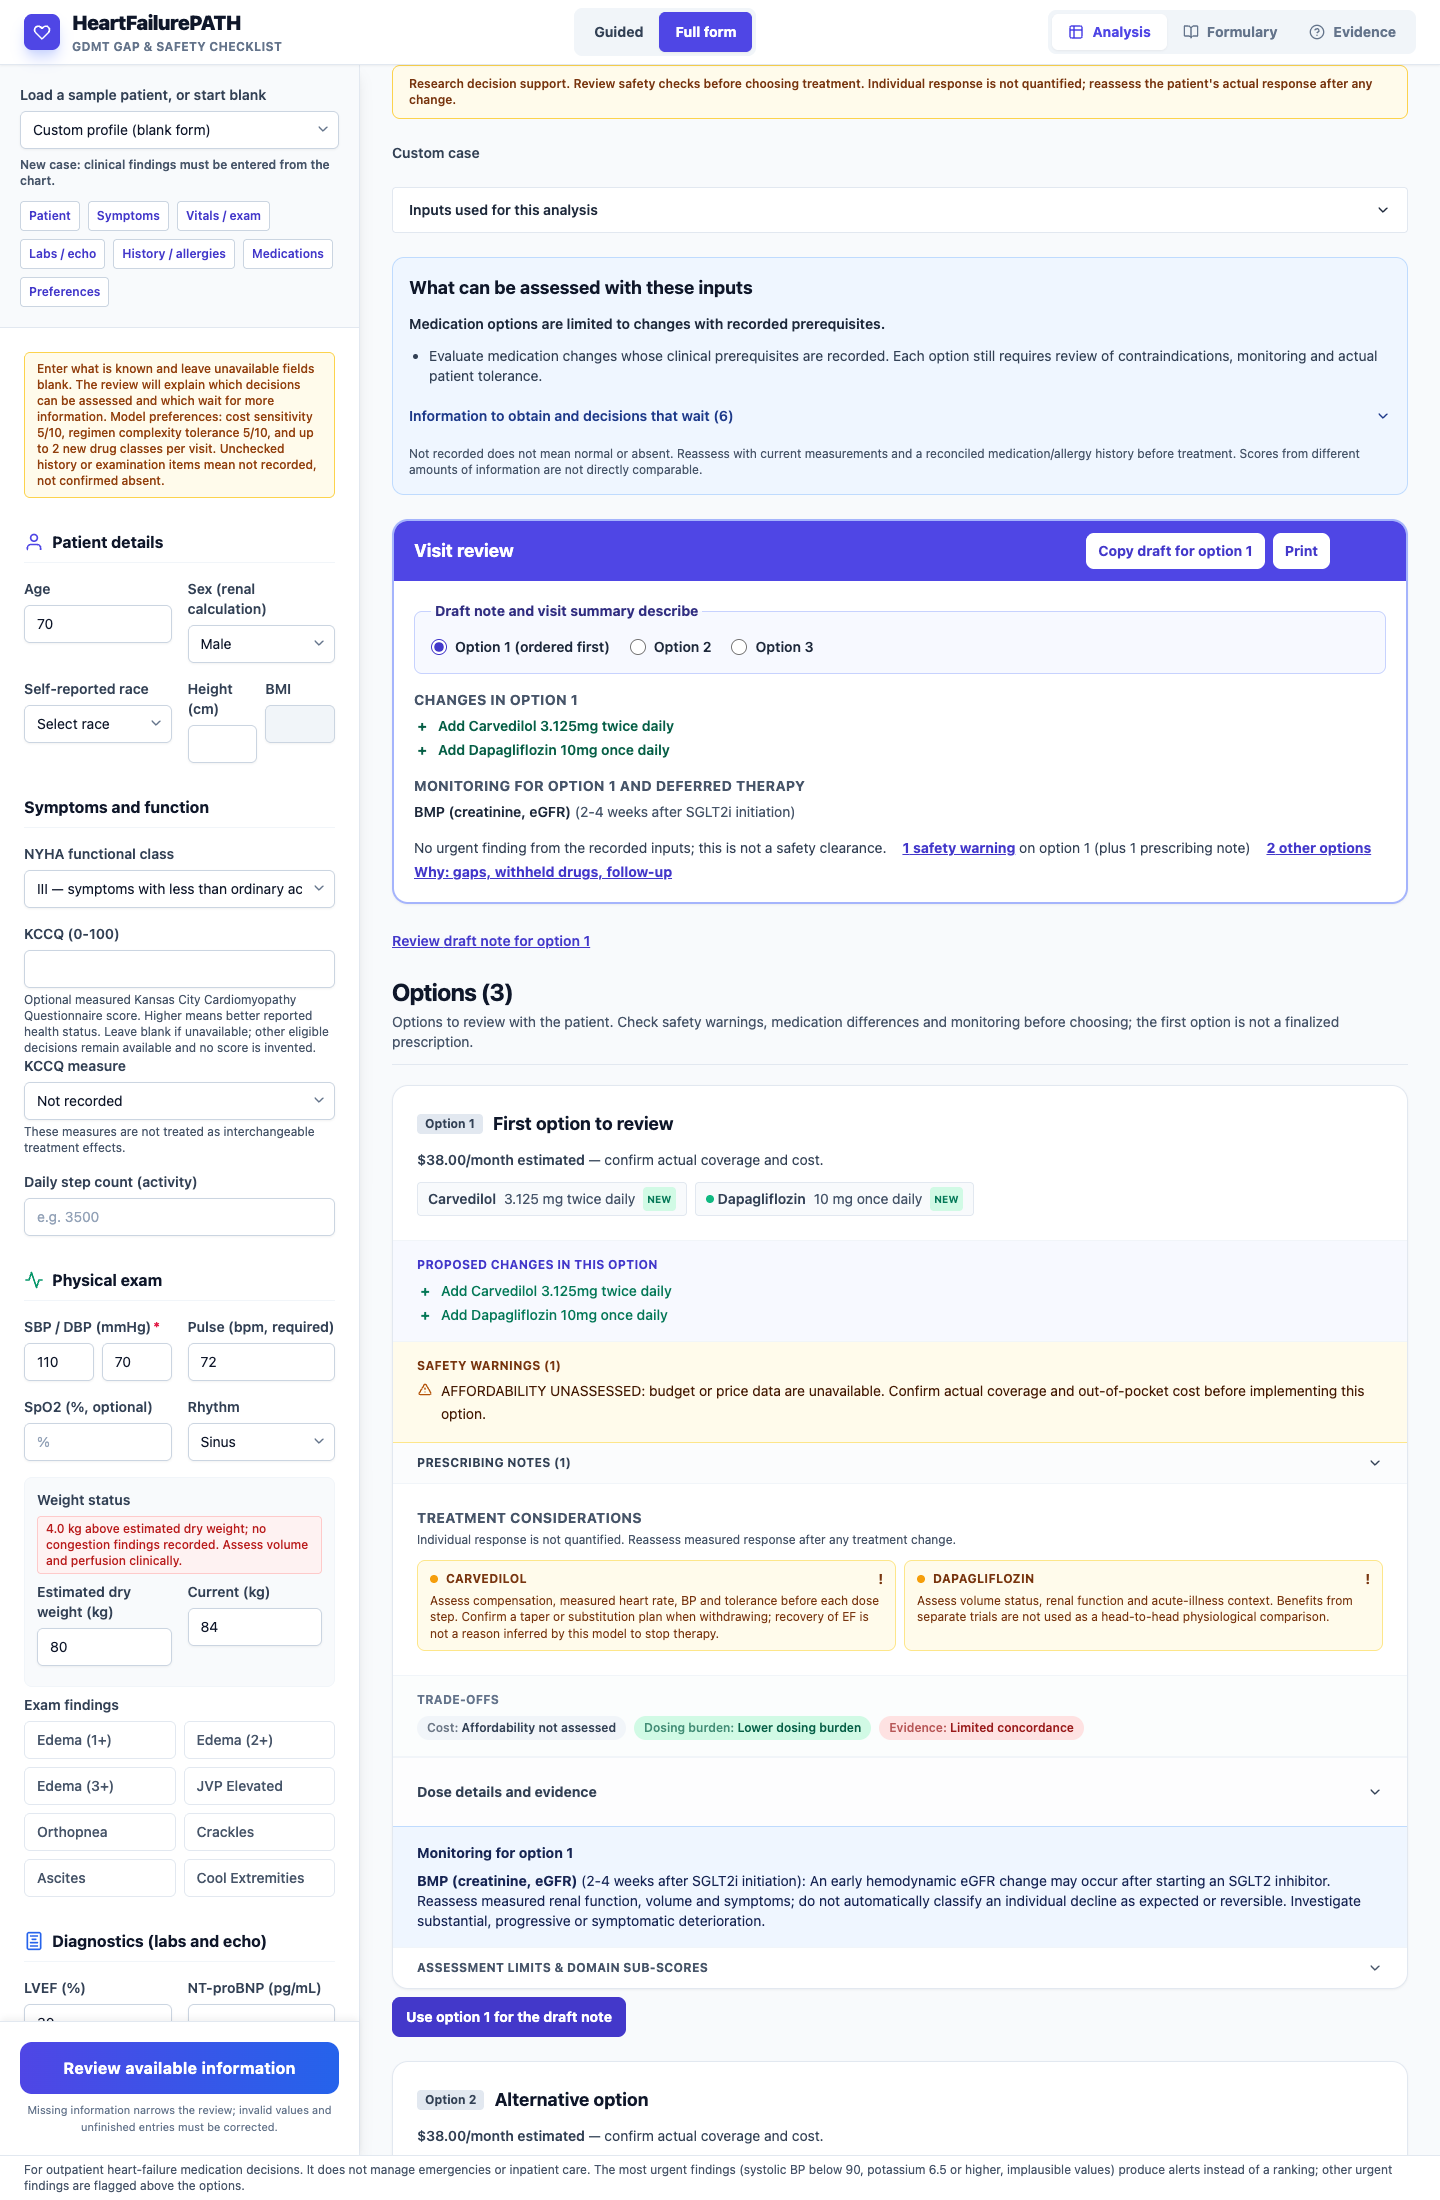 HeartFailurePATH
GDMT GAP & SAFETY CHECKLIST
Guided
Full form
Analysis
Formulary
Evidence
Load a sample patient, or start blank
Custom profile (blank form)
New case: clinical findings must be entered from the
chart.
Patient
Symptoms
Vitals / exam
Labs / echo
History / allergies
Medications
Preferences
Enter what is known and leave unavailable fields
blank. The review will explain which decisions
can be assessed and which wait for more
information. Model preferences: cost sensitivity
5/10, regimen complexity tolerance 5/10, and up
to 2 new drug classes per visit. Unchecked
history or examination items mean not recorded,
not confirmed absent.
Patient details
Age
70
Sex (renal
calculation)
Male
Self-reported race
Select race
Height
(cm)
BMI
Symptoms and function
NYHA functional class
III — symptoms with less than ordinary ac
KCCQ (0-100)
Optional measured Kansas City Cardiomyopathy
Questionnaire score. Higher means better reported
health status. Leave blank if unavailable; other eligible
decisions remain available and no score is invented.
KCCQ measure
Not recorded
These measures are not treated as interchangeable
treatment effects.
Daily step count (activity)
e.g. 3500
Physical exam
SBP / DBP (mmHg) *
110
70
Pulse (bpm, required)
72
SpO2 (%, optional)
%
Rhythm
Sinus
Weight status
4.0 kg above estimated dry weight; no
congestion findings recorded. Assess volume
and perfusion clinically.
Estimated dry
weight (kg)
80
Current (kg)
84
Exam findings
Edema (1+)
Edema (2+)
Edema (3+)
JVP Elevated
Orthopnea
Crackles
Ascites
Cool Extremities
Diagnostics (labs and echo)
LVEF (%)
NT-proBNP (pg/mL)
Review available information
Missing information narrows the review; invalid values and
unfinished entries must be corrected.
Research decision support. Review safety checks before choosing treatment. Individual response is not quantified; reassess the patient's actual response after any
change.
Custom case
Inputs used for this analysis
What can be assessed with these inputs
Medication options are limited to changes with recorded prerequisites.
• Evaluate medication changes whose clinical prerequisites are recorded. Each option still requires review of contraindications, monitoring and actual
patient tolerance.
Information to obtain and decisions that wait (6)
Not recorded does not mean normal or absent. Reassess with current measurements and a reconciled medication/allergy history before treatment. Scores from different
amounts of information are not directly comparable.
Visit review
Copy draft for option 1
Print
Draft note and visit summary describe
Option 1 (ordered first)
Option 2
Option 3
CHANGES IN OPTION 1
+ Add Carvedilol 3.125mg twice daily
+ Add Dapagliflozin 10mg once daily
MONITORING FOR OPTION 1 AND DEFERRED THERAPY
BMP (creatinine, eGFR) (2-4 weeks after SGLT2i initiation)
No urgent finding from the recorded inputs; this is not a safety clearance. 1 safety warning on option 1 (plus 1 prescribing note) 2 other options
Why: gaps, withheld drugs, follow-up
Review draft note for option 1
Options (3)
Options to review with the patient. Check safety warnings, medication differences and monitoring before choosing; the first option is not a finalized
prescription.
Option 1 First option to review
$38.00/month estimated — confirm actual coverage and cost.
Carvedilol 3.125 mg twice daily NEW
Dapagliflozin 10 mg once daily NEW
PROPOSED CHANGES IN THIS OPTION
+ Add Carvedilol 3.125mg twice daily
+ Add Dapagliflozin 10mg once daily
SAFETY WARNINGS (1)
AFFORDABILITY UNASSESSED: budget or price data are unavailable. Confirm actual coverage and out-of-pocket cost before implementing this
option.
PRESCRIBING NOTES (1)
TREATMENT CONSIDERATIONS
Individual response is not quantified. Reassess measured response after any treatment change.
CARVEDILOL !
Assess compensation, measured heart rate, BP and tolerance before each dose
step. Confirm a taper or substitution plan when withdrawing; recovery of EF is
not a reason inferred by this model to stop therapy.
DAPAGLIFLOZIN !
Assess volume status, renal function and acute-illness context. Benefits from
separate trials are not used as a head-to-head physiological comparison.
TRADE-OFFS
Cost: Affordability not assessed
Dosing burden: Lower dosing burden
Evidence: Limited concordance
Dose details and evidence
Monitoring for option 1
BMP (creatinine, eGFR) (2-4 weeks after SGLT2i initiation): An early hemodynamic eGFR change may occur after starting an SGLT2 inhibitor.
Reassess measured renal function, volume and symptoms; do not automatically classify an individual decline as expected or reversible. Investigate
substantial, progressive or symptomatic deterioration.
ASSESSMENT LIMITS & DOMAIN SUB-SCORES
Use option 1 for the draft note
Option 2 Alternative option
$38.00/month estimated — confirm actual coverage and cost.
For outpatient heart-failure medication decisions. It does not manage emergencies or inpatient care. The most urgent findings (systolic BP below 90, potassium 6.5 or higher, implausible values) produce alerts instead of a ranking; other urgent
findings are flagged above the options.